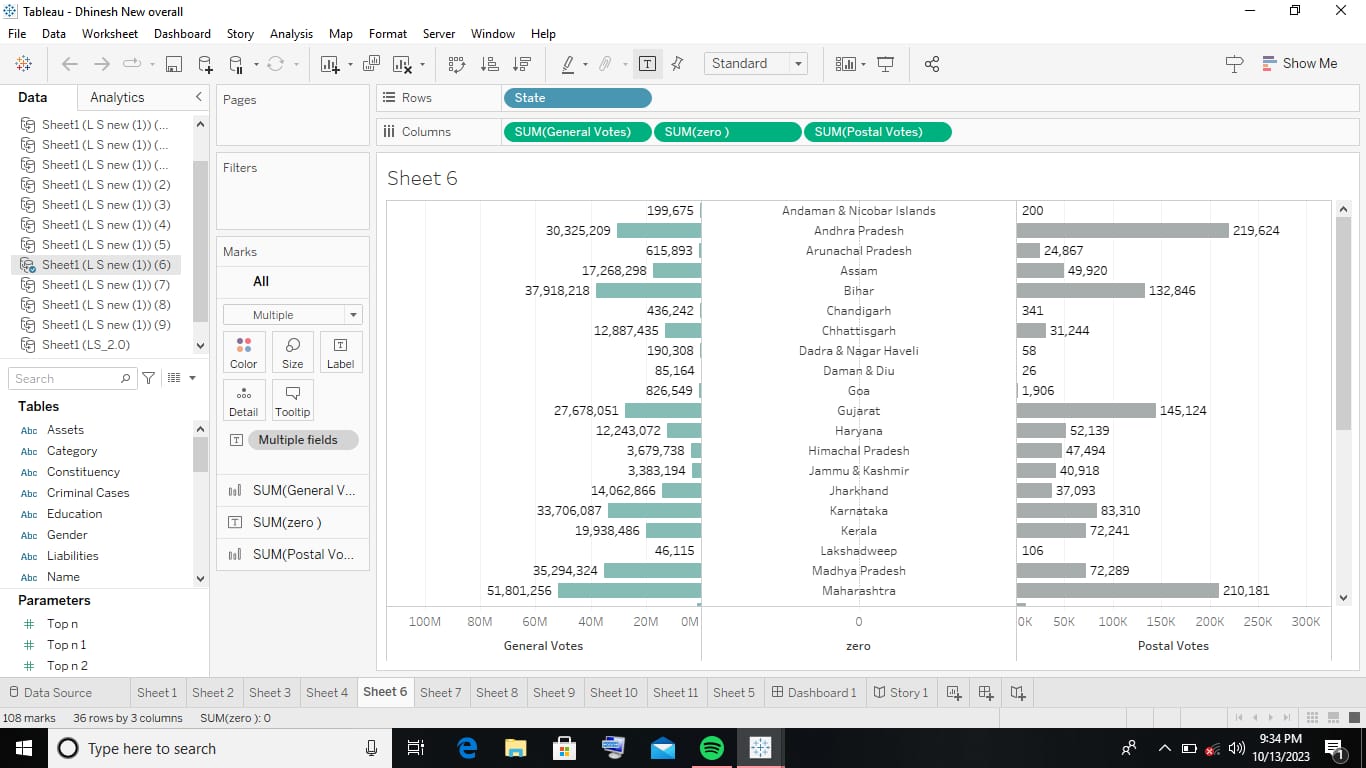 Tableau - Dhinesh New overall
File Data Worksheet Dashboard Story Analysis Map Format Server Window Help
Standard
Show Me
Data Analytics
Sheet1 (L S new (1)) (...
Sheet1 (L S new (1)) (...
Sheet1 (L S new (1)) (...
Sheet1 (L S new (1)) (2)
Sheet1 (L S new (1)) (3)
Sheet1 (L S new (1)) (4)
Sheet1 (L S new (1)) (5)
Sheet1 (L S new (1)) (6)
Sheet1 (L S new (1)) (7)
Sheet1 (L S new (1)) (8)
Sheet1 (L S new (1)) (9)
Sheet1 (LS_2.0)
Search
Tables
Abc Assets
Abc Category
Abc Constituency
Abc Criminal Cases
Abc Education
Abc Gender
Abc Liabilities
Abc Name
Parameters
# Top n
# Top n 1
# Top n 2
Pages
Filters
Marks
All
Multiple
Color Size Label
Detail Tooltip
Multiple fields
SUM(General V...
SUM(zero )
SUM(Postal Vo...
Rows State
Columns SUM(General Votes) SUM(zero ) SUM(Postal Votes)
Sheet 6
199,675 Andaman & Nicobar Islands 200
30,325,209 Andhra Pradesh 219,624
615,893 Arunachal Pradesh 24,867
17,268,298 Assam 49,920
37,918,218 Bihar 132,846
436,242 Chandigarh 341
12,887,435 Chhattisgarh 31,244
190,308 Dadra & Nagar Haveli 58
85,164 Daman & Diu 26
826,549 Goa 1,906
27,678,051 Gujarat 145,124
12,243,072 Haryana 52,139
3,679,738 Himachal Pradesh 47,494
3,383,194 Jammu & Kashmir 40,918
14,062,866 Jharkhand 37,093
33,706,087 Karnataka 83,310
19,938,486 Kerala 72,241
46,115 Lakshadweep 106
35,294,324 Madhya Pradesh 72,289
51,801,256 Maharashtra 210,181
100M 80M 60M 40M 20M 0M 0 0K 50K 100K 150K 200K 250K 300K
General Votes zero Postal Votes
Data Source Sheet 1 Sheet 2 Sheet 3 Sheet 4 Sheet 6 Sheet 7 Sheet 8 Sheet 9 Sheet 10 Sheet 11 Sheet 5 Dashboard 1 Story 1
108 marks 36 rows by 3 columns SUM(zero ): 0
Type here to search
9:34 PM
10/13/2023
1